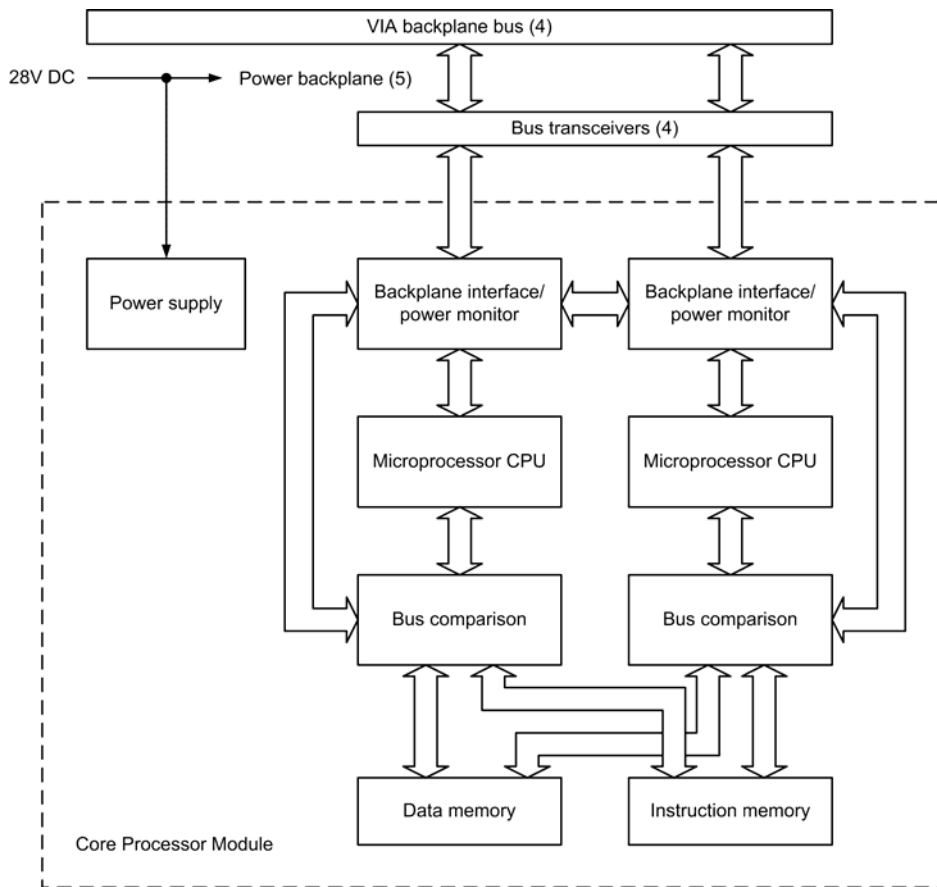 VIA backplane bus (4)
28V DC
Power backplane (5)
Bus transceivers (4)
Power supply
Backplane interface/
power monitor
Backplane interface/
power monitor
Microprocessor CPU
Microprocessor CPU
Bus comparison
Bus comparison
Data memory
Instruction memory
Core Processor Module